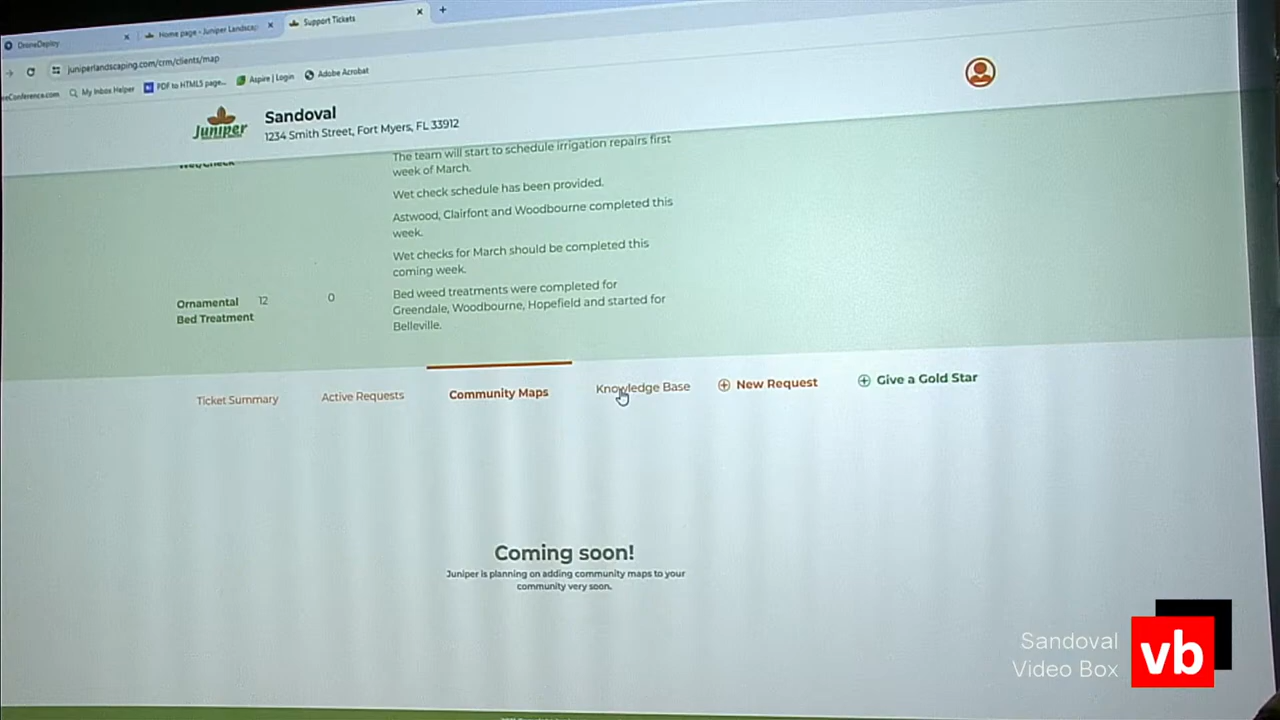 DroneDeploy
Home page - Juniper Landscap
Support Tickets
juniperlandscaping.com/crm/clients/map
eeConference.com
My Inbox Helper
PDF to HTML5 page...
Aspire | Login
Adobe Acrobat
Juniper
Sandoval
1234 Smith Street, Fort Myers, FL 33912
The team will start to schedule irrigation repairs first
week of March.
Wet check schedule has been provided.
Astwood, Clairfont and Woodbourne completed this
week.
Wet checks for March should be completed this
coming week.
Ornamental 12 0
Bed Treatment
Bed weed treatments were completed for
Greendale, Woodbourne, Hopefield and started for
Belleville.
Ticket Summary
Active Requests
Community Maps
Knowledge Base
New Request
Give a Gold Star
Coming soon!
Juniper is planning on adding community maps to your
community very soon.
Sandoval
Video Box
vb